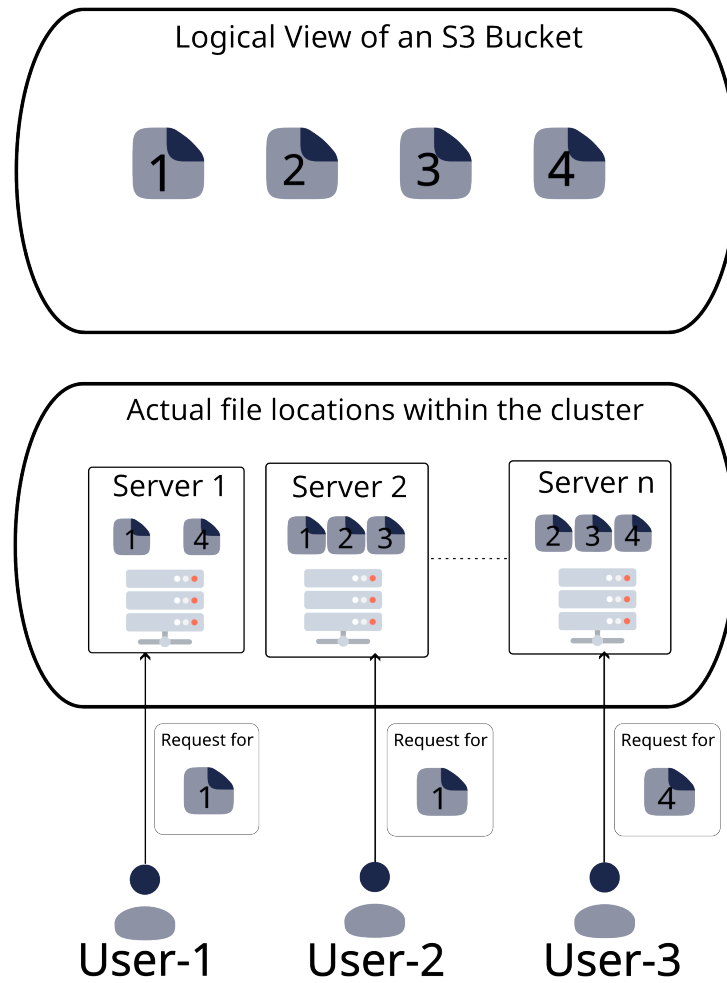 Logical View of an S3 Bucket
1 2 3 4
Actual file locations within the cluster
Server 1 Server 2 Server n
1 4 1 2 3 2 3 4
Request for Request for Request for
1 1 4
User-1 User-2 User-3